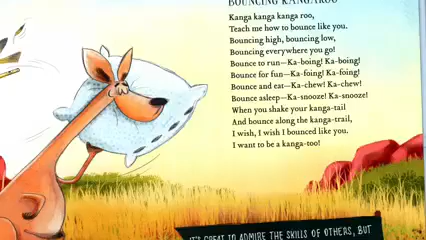 BOUNCING KANGAROO
Kanga kanga kanga roo,
Teach me how to bounce like you.
Bouncing high, bouncing low,
Bouncing everywhere you go!
Bounce to run—Ka-boing! Ka-boing!
Bounce for fun—Ka-foing! Ka-foing!
Bounce and eat—Ka-chew! Ka-chew!
Bounce asleep—Ka-snooze! Ka-snooze!
When you shake your kanga-tail
And bounce along the kanga-trail,
I wish, I wish I bounced like you.
I want to be a kanga-too!
IT'S GREAT TO ADMIRE THE SKILLS OF OTHERS, BUT